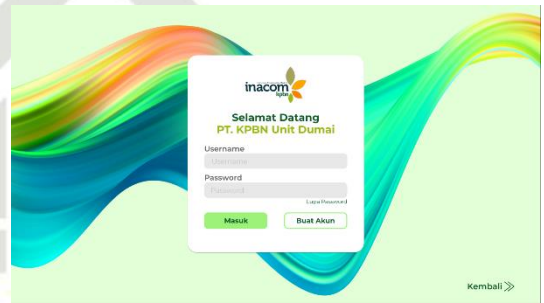 inacom
kpbn
Selamat Datang
PT. KPBN Unit Dumai
Username
Username
Password
Password
Lupa Password
Masuk
Buat Akun
Kembali